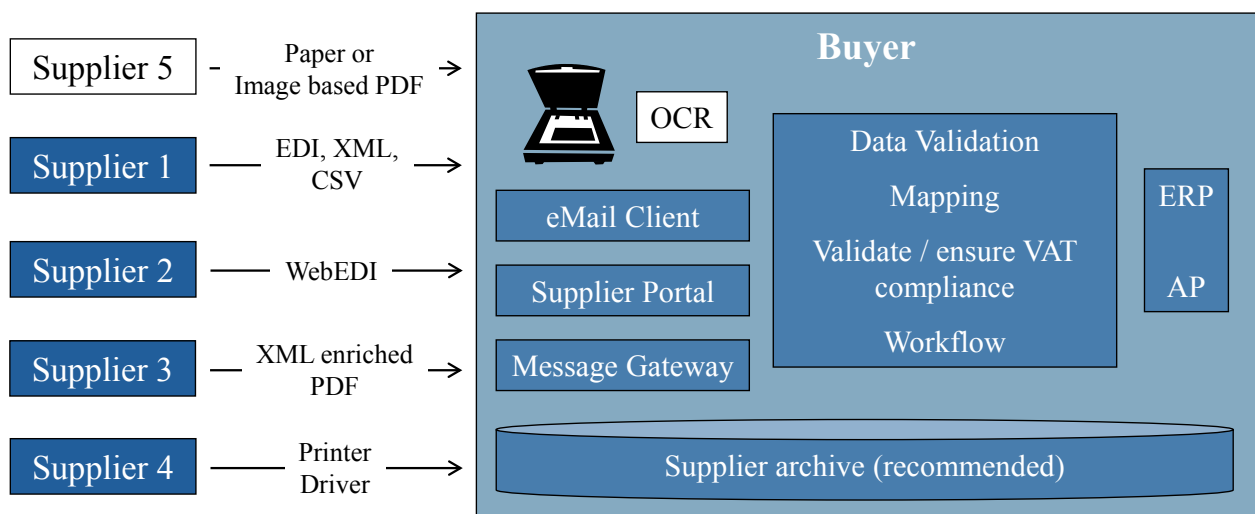 Supplier 5
Paper or
Image based PDF
Supplier 1
EDI, XML,
CSV
Supplier 2
WebEDI
Supplier 3
XML enriched
PDF
Supplier 4
Printer
Driver
Buyer
OCR
eMail Client
Supplier Portal
Message Gateway
Data Validation
Mapping
Validate / ensure VAT
compliance
Workflow
ERP
AP
Supplier archive (recommended)